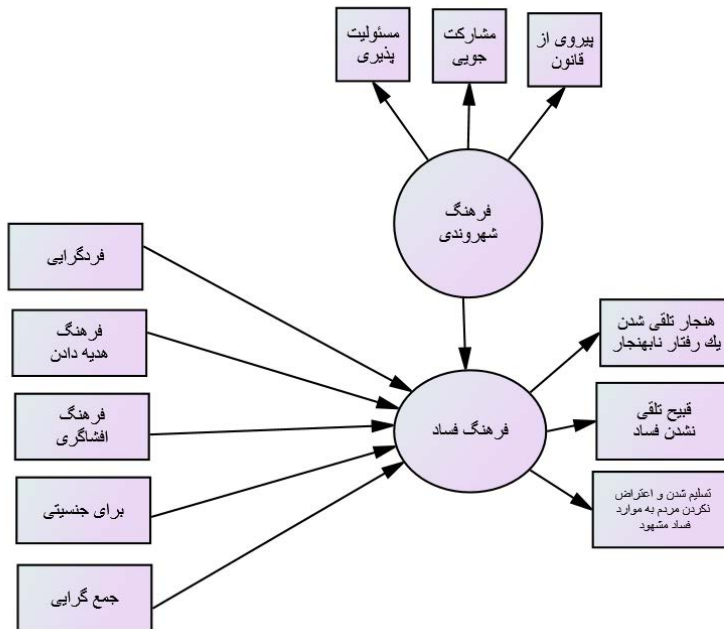 پیروی از
قانون
مشارکت
جویی
مسئولیت
پذیری
فرهنگ
شهروندی
فردگرایی
فرهنگ
هدیه دادن
فرهنگ
افشاگری
برای جنسیتی
جمع گرایی
فرهنگ فساد
هنجار تلقی شدن
يك رفتار نابهنجار
قبیح تلقی
نشدن فساد
تسلیم شدن و اعتراض
نکردن مردم به موارد
فساد مشهود